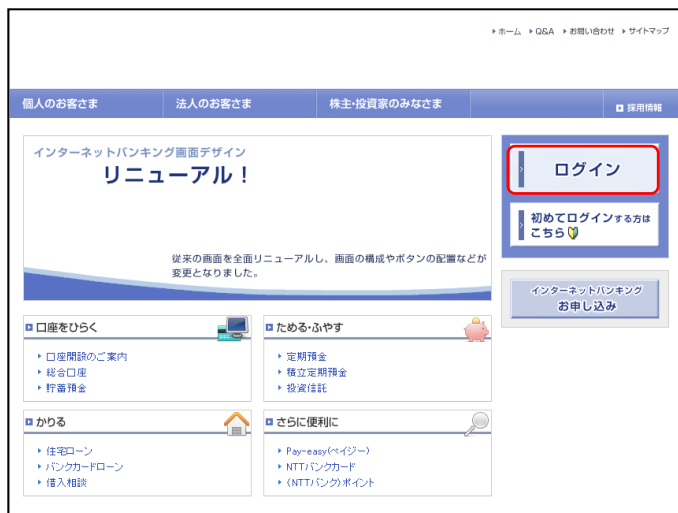 ホーム Q&A お問い合わせ サイトマップ
個人のお客さま 法人のお客さま 株主・投資家のみなさま 採用情報
インターネットバンキング画面デザイン
リニューアル！
従来の画面を全面リニューアルし、画面の構成やボタンの配置などが
変更となりました。
ログイン
初めてログインする方は
こちら
インターネットバンキング
お申し込み
口座をひらく
口座開設のご案内
総合口座
貯蓄預金
ためる・ふやす
定期預金
積立定期預金
投資信託
かりる
住宅ローン
バンクカードローン
借入相談
さらに便利に
Pay-easy(ペイジー)
NTTバンクカード
〈NTTバンク〉ポイント